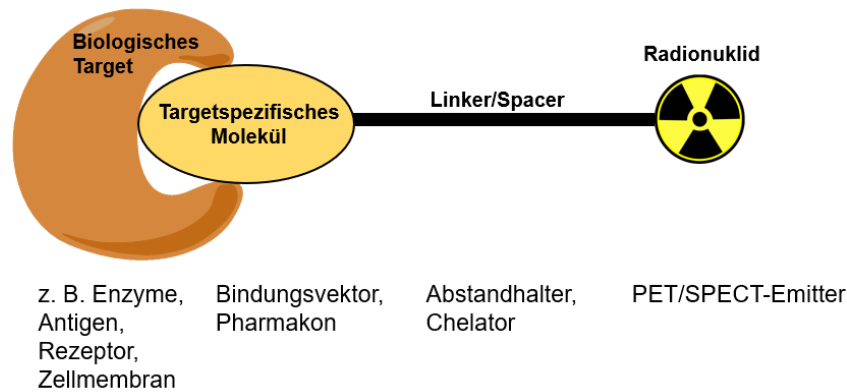 Biologisches
Target
Targetspezifisches
Molekül
Linker/Spacer
Radionuklid
z. B. Enzyme,
Antigen,
Rezeptor,
Zellmembran
Bindungsvektor,
Pharmakon
Abstandhalter,
Chelator
PET/SPECT-Emitter